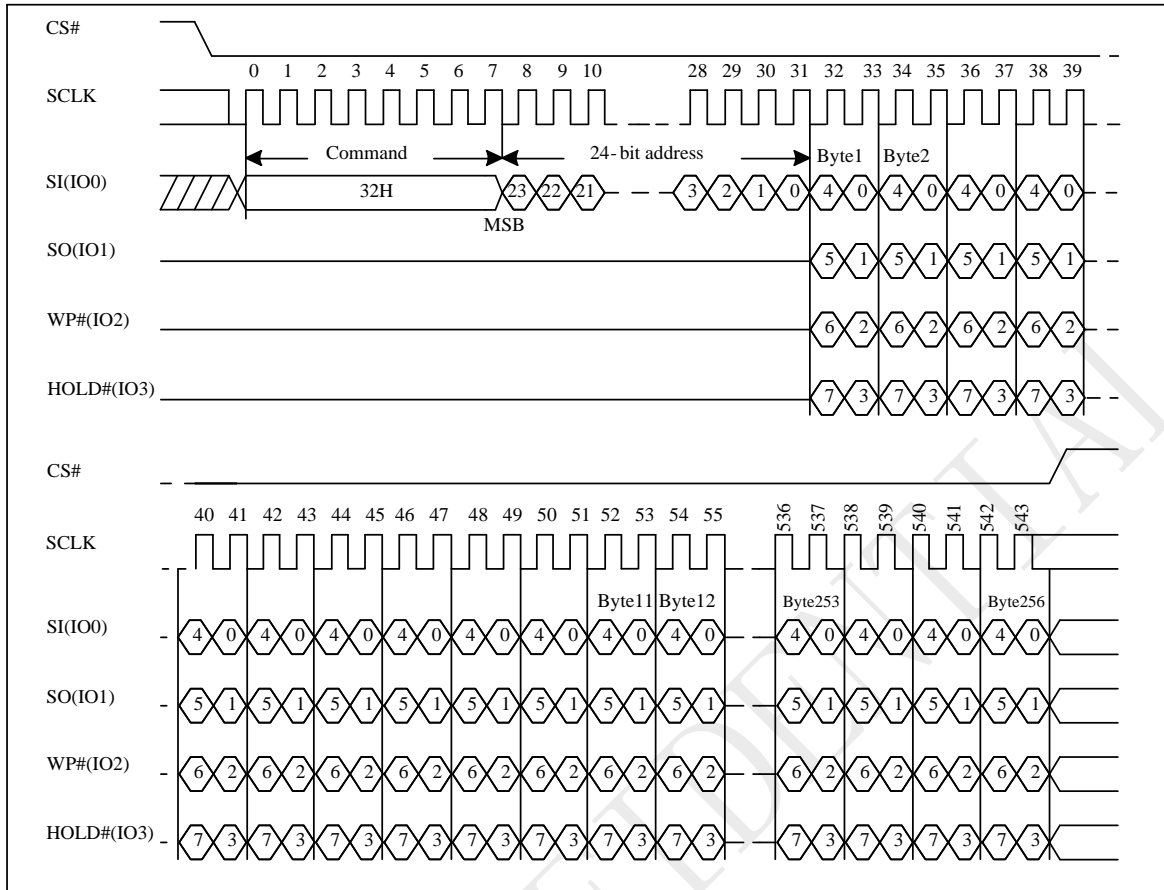 CS#
0 1 2 3 4 5 6 7 8 9 10 28 29 30 31 32 33 34 35 36 37 38 39
SCLK
Command 24-bit address Byte1 Byte2
SI(IO0) 32H 23 22 21 3 2 1 0 4 0 4 0 4 0 4 0
MSB
SO(IO1) 5 1 5 1 5 1 5 1
WP#(IO2) 6 2 6 2 6 2 6 2
HOLD#(IO3) 7 3 7 3 7 3 7 3
CS#
40 41 42 43 44 45 46 47 48 49 50 51 52 53 54 55 536 537 538 539 540 541 542 543
SCLK
Byte11 Byte12 Byte253 Byte256
SI(IO0) 4 0 4 0 4 0 4 0 4 0 4 0 4 0 4 0 4 0 4 0 4 0 4 0
SO(IO1) 5 1 5 1 5 1 5 1 5 1 5 1 5 1 5 1 5 1 5 1 5 1 5 1
WP#(IO2) 6 2 6 2 6 2 6 2 6 2 6 2 6 2 6 2 6 2 6 2 6 2 6 2
HOLD#(IO3) 7 3 7 3 7 3 7 3 7 3 7 3 7 3 7 3 7 3 7 3 7 3 7 3